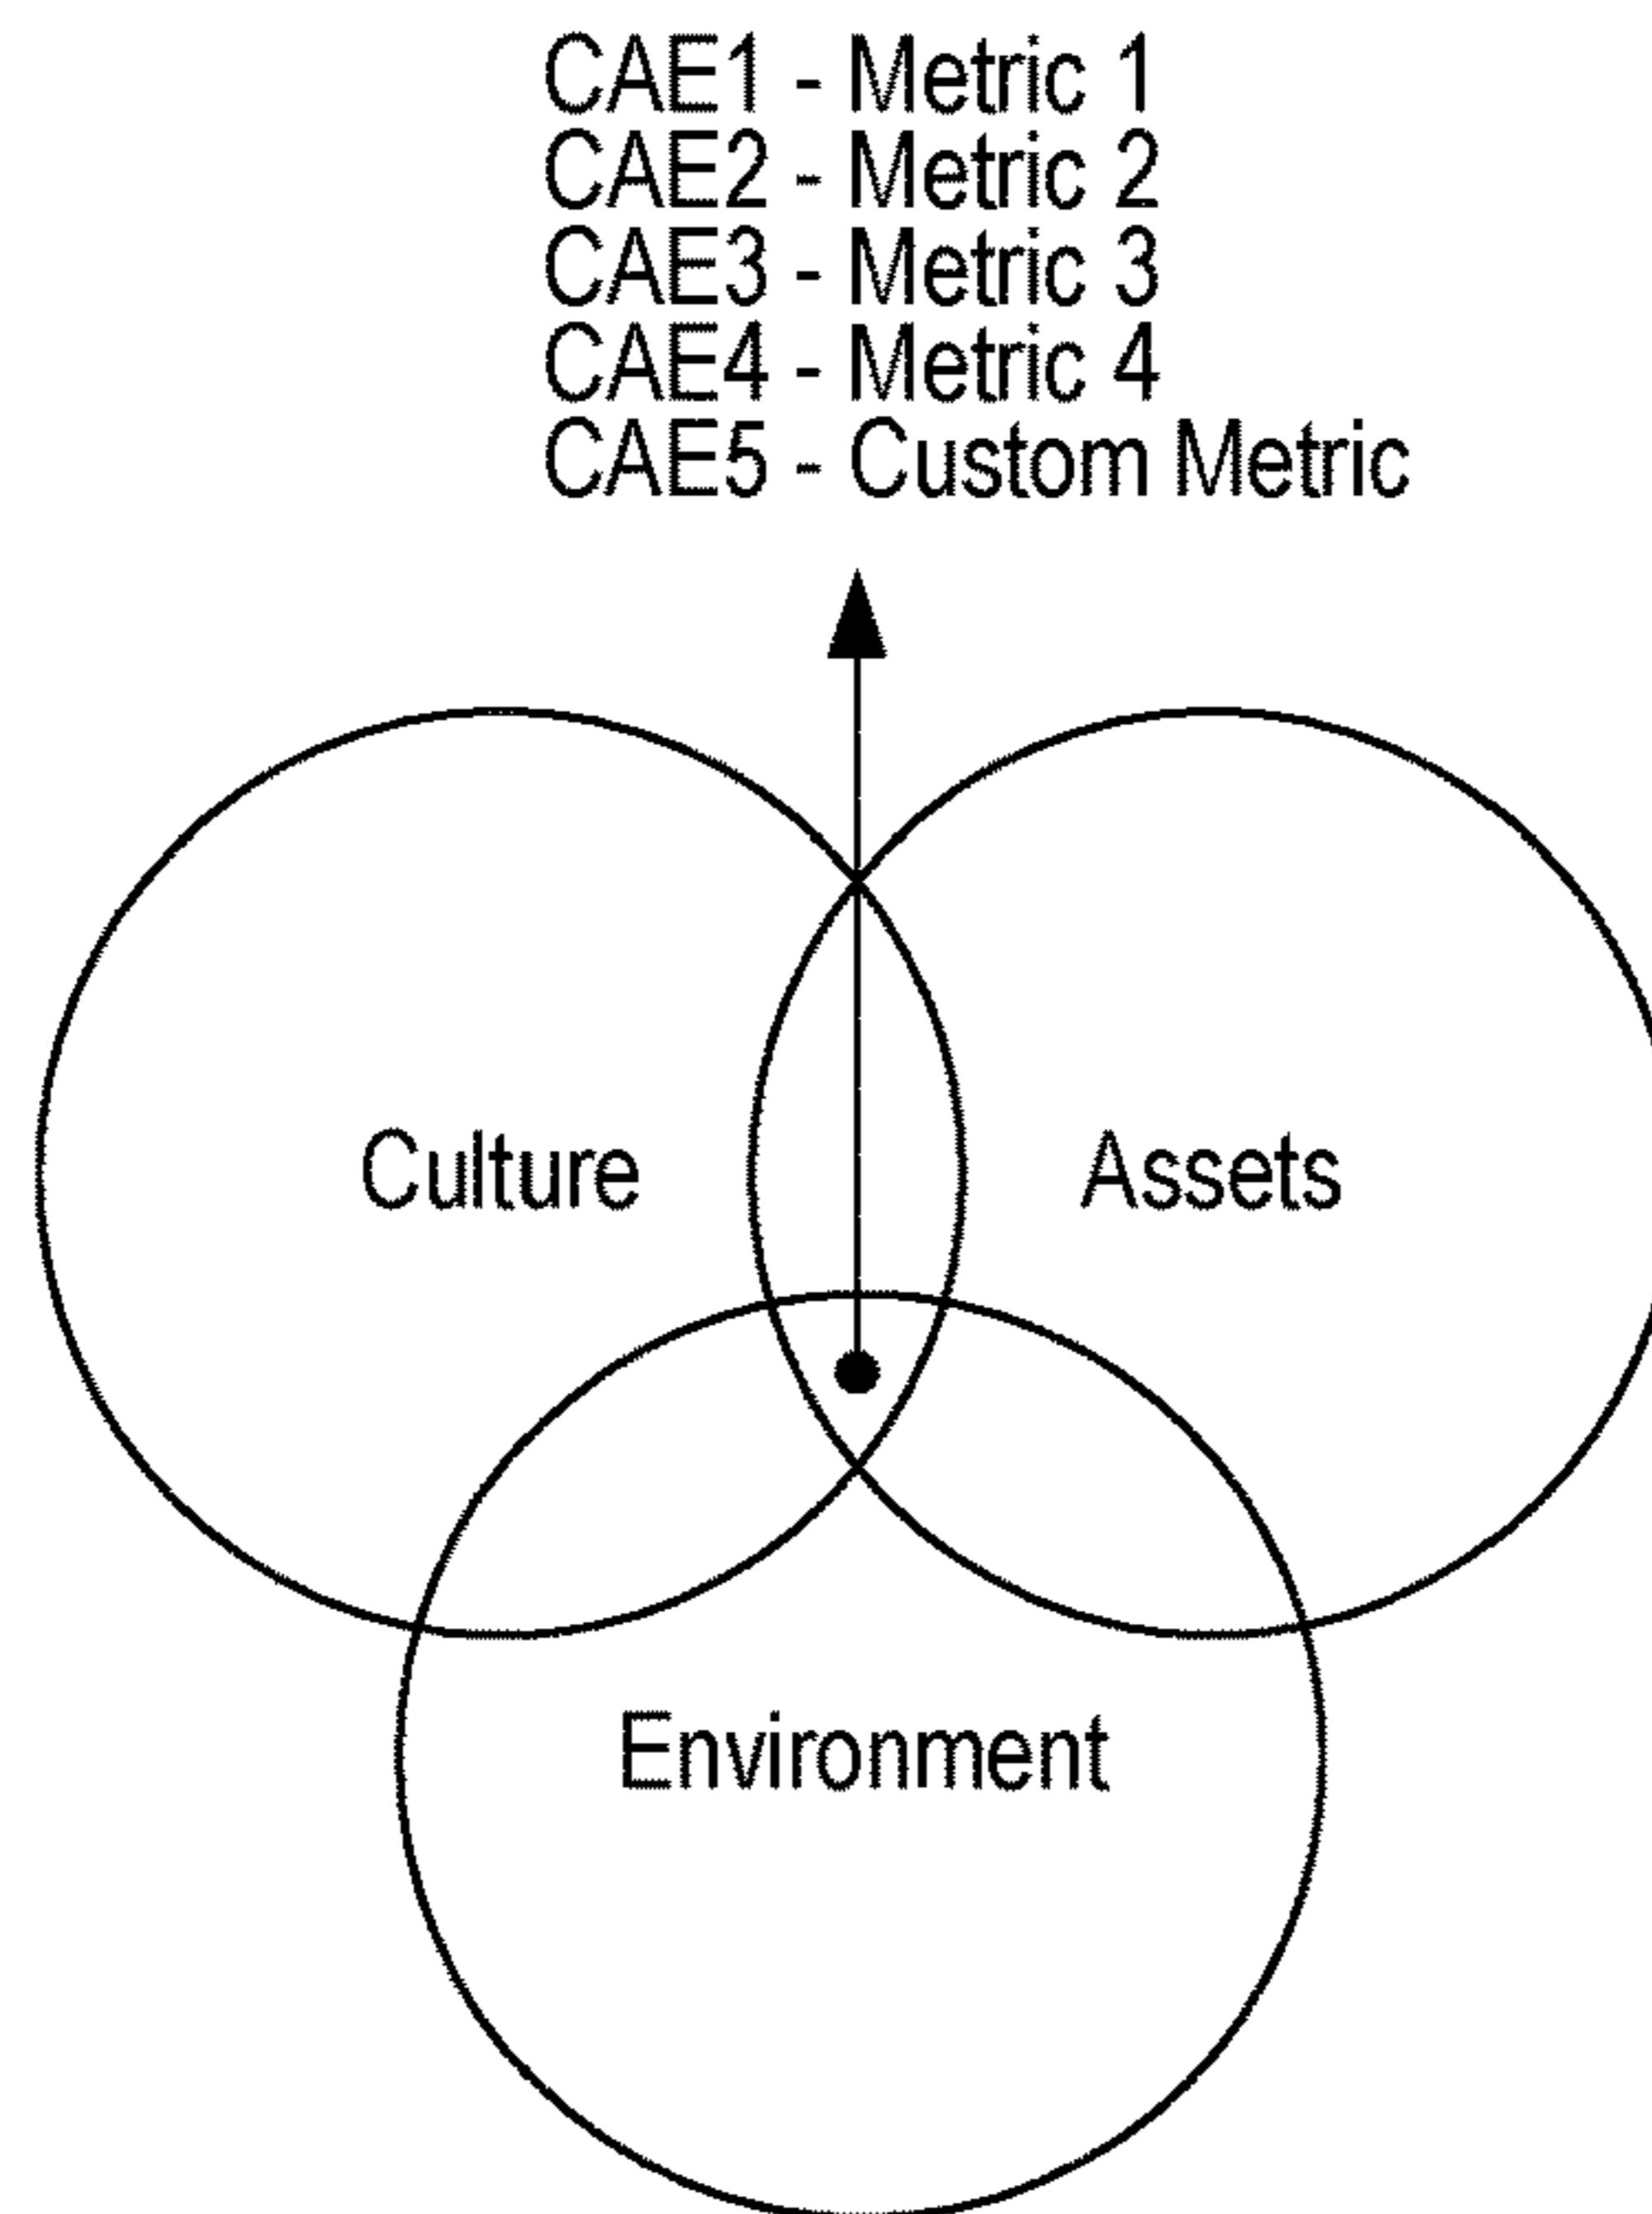 CAE1 - Metric 1
CAE2 - Metric 2
CAE3 - Metric 3
CAE4 - Metric 4
CAE5 - Custom Metric
Culture
Assets
Environment